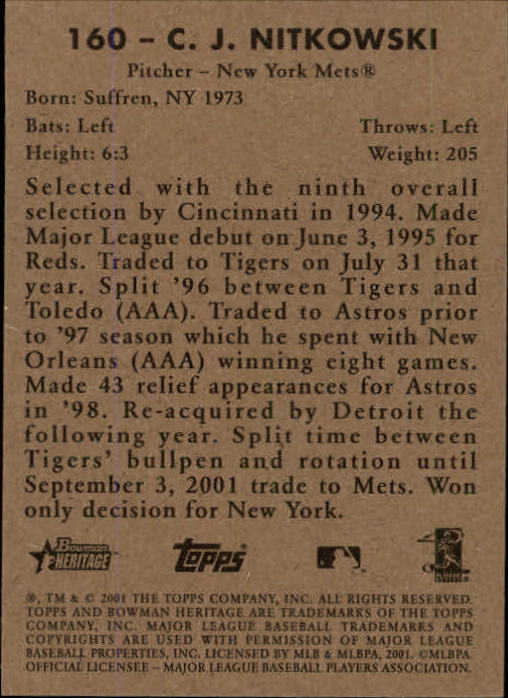 160 – C. J. NITKOWSKI
Pitcher – New York Mets®
Born: Suffren, NY 1973
Bats: Left Throws: Left
Height: 6:3 Weight: 205
Selected with the ninth overall
selection by Cincinnati in 1994. Made
Major League debut on June 3, 1995 for
Reds. Traded to Tigers on July 31 that
year. Split '96 between Tigers and
Toledo (AAA). Traded to Astros prior
to '97 season which he spent with New
Orleans (AAA) winning eight games.
Made 43 relief appearances for Astros
in '98. Re-acquired by Detroit the
following year. Split time between
Tigers' bullpen and rotation until
September 3, 2001 trade to Mets. Won
only decision for New York.
Bowman
HERITAGE
TOPPS
®, TM & © 2001 THE TOPPS COMPANY, INC. ALL RIGHTS RESERVED.
TOPPS AND BOWMAN HERITAGE ARE TRADEMARKS OF THE TOPPS
COMPANY, INC. MAJOR LEAGUE BASEBALL TRADEMARKS AND
COPYRIGHTS ARE USED WITH PERMISSION OF MAJOR LEAGUE
BASEBALL PROPERTIES, INC. LICENSED BY MLB & MLBPA, 2001. ©MLBPA.
OFFICIAL LICENSEE – MAJOR LEAGUE BASEBALL PLAYERS ASSOCIATION.